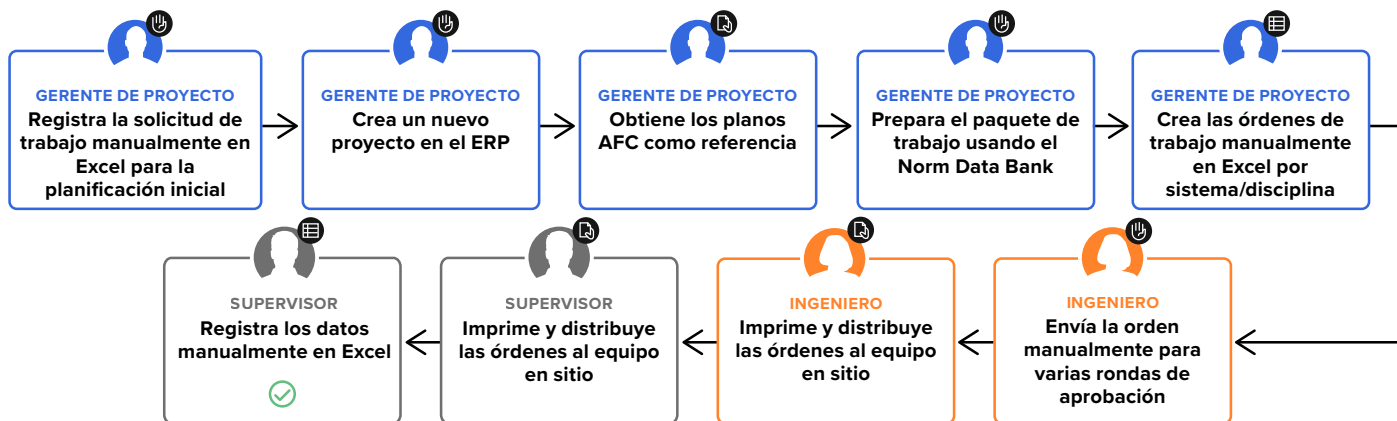 GERENTE DE PROYECTO
Registra la solicitud de
trabajo manualmente en
Excel para la
planificación inicial
GERENTE DE PROYECTO
Crea un nuevo
proyecto en el ERP
GERENTE DE PROYECTO
Obtiene los planos
AFC como referencia
GERENTE DE PROYECTO
Prepara el paquete de
trabajo usando el
Norm Data Bank
GERENTE DE PROYECTO
Crea las órdenes de
trabajo manualmente
en Excel por
sistema/disciplina
INGENIERO
Envía la orden
manualmente para
varias rondas de
aprobación
INGENIERO
Imprime y distribuye
las órdenes al equipo
en sitio
SUPERVISOR
Imprime y distribuye
las órdenes al equipo
en sitio
SUPERVISOR
Registra los datos
manualmente en Excel